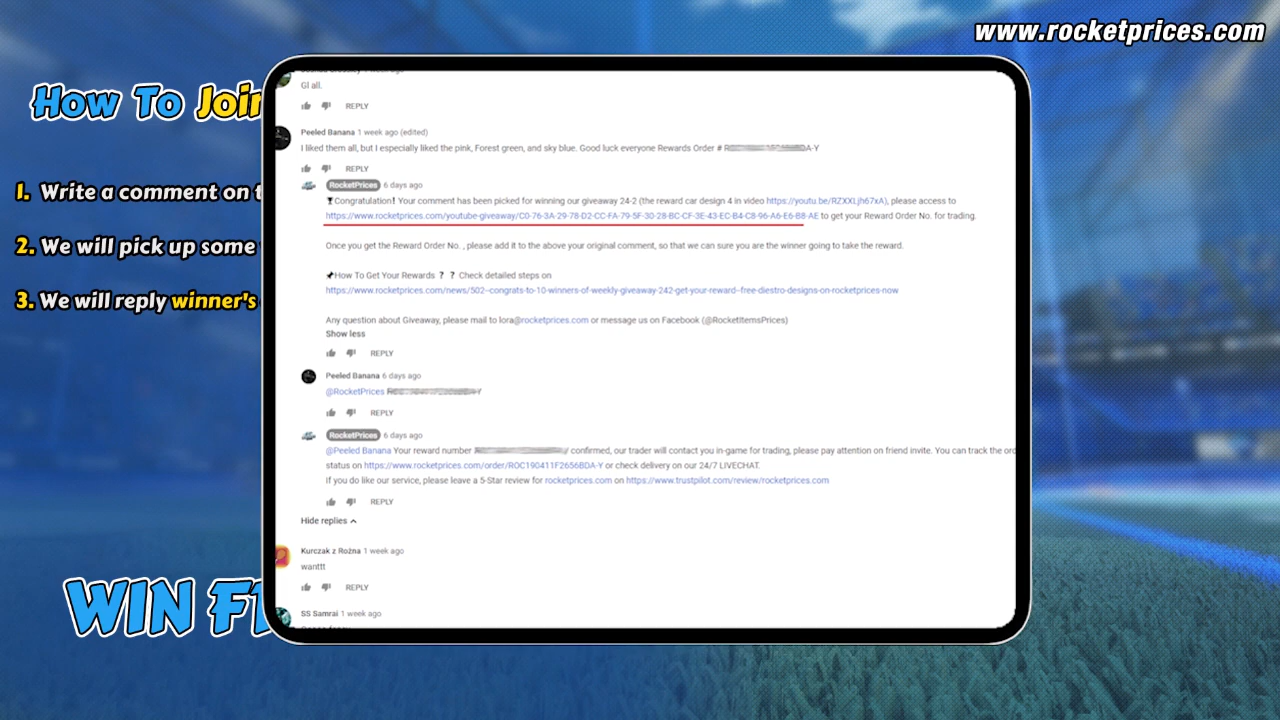 www.rocketprices.com
How To Join
1. Write a comment on t
2. We will pick up some
3. We will reply winner's
WIN
Gl all.
REPLY
Peeled Banana 1 week ago (edited)
I liked them all, but I especially liked the pink, Forest green, and sky blue. Good luck everyone Rewards Order # R A-Y
REPLY
RocketPrices 6 days ago
🏆Congratulation! Your comment has been picked for winning our giveaway 24-2 (the reward car design 4 in video https://youtu.be/RZXXLjh67xA), please access to
https://www.rocketprices.com/youtube-giveaway/C0-76-3A-29-78-D2-CC-FA-79-5F-30-28-BC-CF-3E-43-EC-B4-C8-96-A6-E6-B8-AE to get your Reward Order No. for trading.
Once you get the Reward Order No. , please add it to the above your original comment, so that we can sure you are the winner going to take the reward.
📌How To Get Your Rewards ? ? Check detailed steps on
https://www.rocketprices.com/news/502--congrats-to-10-winners-of-weekly-giveaway-242-get-your-reward--free-diestro-designs-on-rocketprices-now
Any question about Giveaway, please mail to lora@rocketprices.com or message us on Facebook (@RocketItemsPrices)
Show less
REPLY
Peeled Banana 6 days ago
@RocketPrices
REPLY
RocketPrices 6 days ago
@Peeled Banana Your reward number confirmed, our trader will contact you in-game for trading, please pay attention on friend invite. You can track the ord
status on https://www.rocketprices.com/order/ROC190411F2656BDA-Y or check delivery on our 24/7 LIVECHAT.
If you do like our service, please leave a 5-Star review for rocketprices.com on https://www.trustpilot.com/review/rocketprices.com
REPLY
Hide replies
Kurczak z Rożna 1 week ago
wanttt
REPLY
SS Samrai 1 week ago